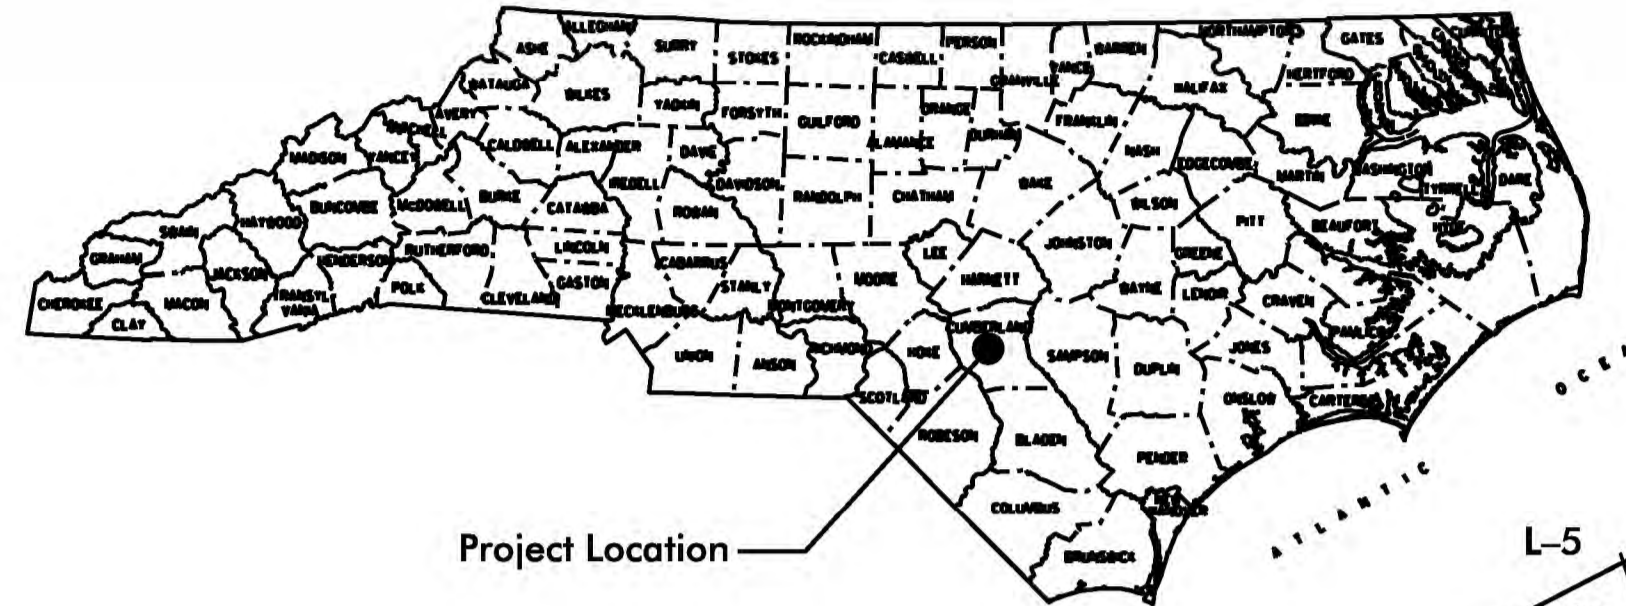 ALLEGHANY
ASHE
SURRY
STOKES
ROCKINGHAM
CASWELL
PERSON
GRANVILLE
VANCE
WARREN
NORTHAMPTON
GATES
CURRITUCK
HERTFORD
HALIFAX
WATAUGA
WILKES
YADKIN
FORSYTH
GUILFORD
ALAMANCE
ORANGE
DURHAM
FRANKLIN
NASH
EDGECOMBE
BERTIE
MARTIN
WASHINGTON
TYRRELL
DARE
AVERY
MITCHELL
YANCEY
MADISON
CALDWELL
ALEXANDER
IREDELL
DAVIE
DAVIDSON
RANDOLPH
CHATHAM
WAKE
WILSON
PITT
BEAUFORT
HYDE
HAYWOOD
BUNCOMBE
McDOWELL
BURKE
CATAWBA
ROWAN
SWAIN
GRAHAM
JACKSON
HENDERSON
RUTHERFORD
LINCOLN
GASTON
CABARRUS
STANLY
MONTGOMERY
MOORE
LEE
HARNETT
JOHNSTON
WAYNE
GREENE
LENOIR
CRAVEN
PAMLICO
CHEROKEE
CLAY
MACON
TRANSYL
VANIA
POLK
CLEVELAND
MECKLENBURG
UNION
ANSON
RICHMOND
SCOTLAND
HOKE
CUMBERLAND
SAMPSON
DUPLIN
JONES
ONSLOW
CARTERET
ROBESON
BLADEN
PENDER
COLUMBUS
NEW
HANOVER
BRUNSWICK
ATLANTIC
OCE
Project Location
L–5